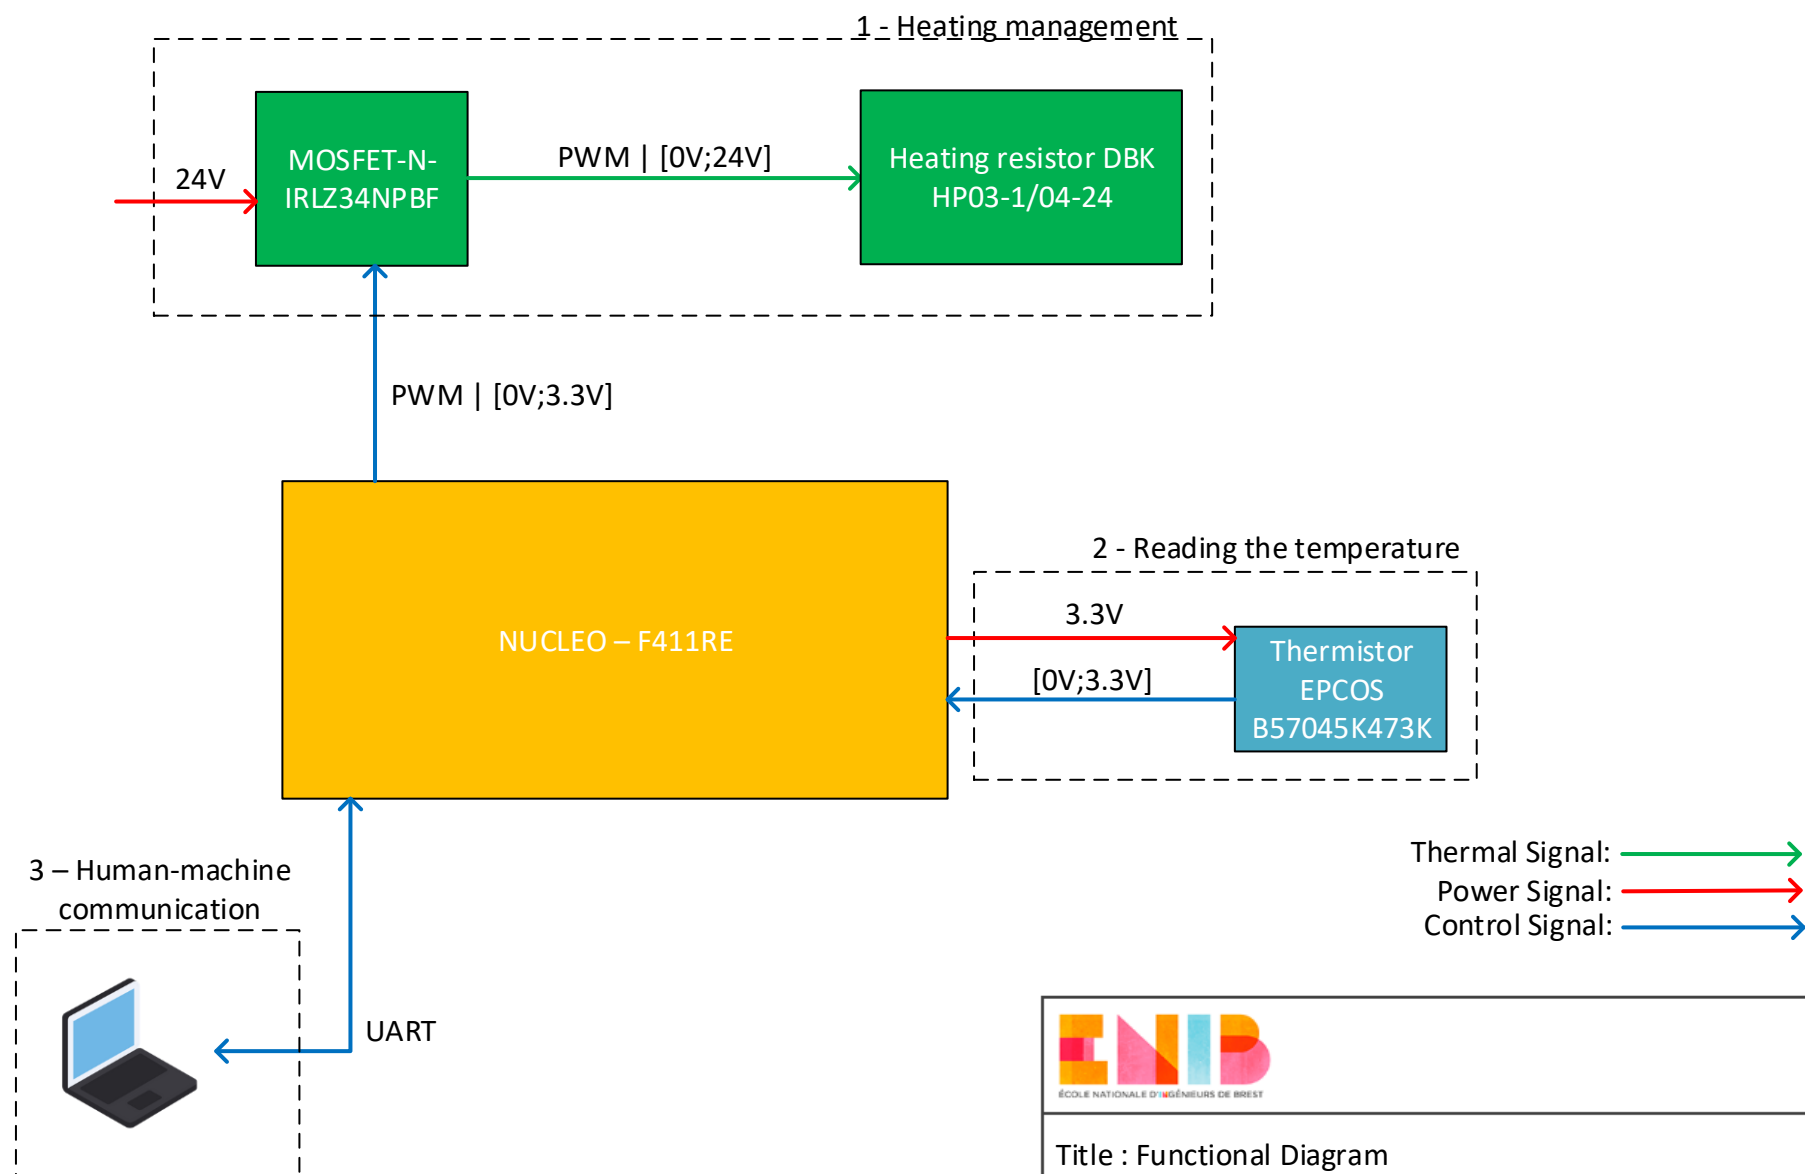 1 - Heating management
24V
MOSFET-N-
IRLZ34NPBF
PWM | [0V;24V]
Heating resistor DBK
HP03-1/04-24
PWM | [0V;3.3V]
NUCLEO – F411RE
2 - Reading the temperature
3.3V
[0V;3.3V]
Thermistor
EPCOS
B57045K473K
3 – Human-machine
communication
UART
Thermal Signal:
Power Signal:
Control Signal:
ENIB
ÉCOLE NATIONALE D'INGÉNIEURS DE BREST
Title : Functional Diagram